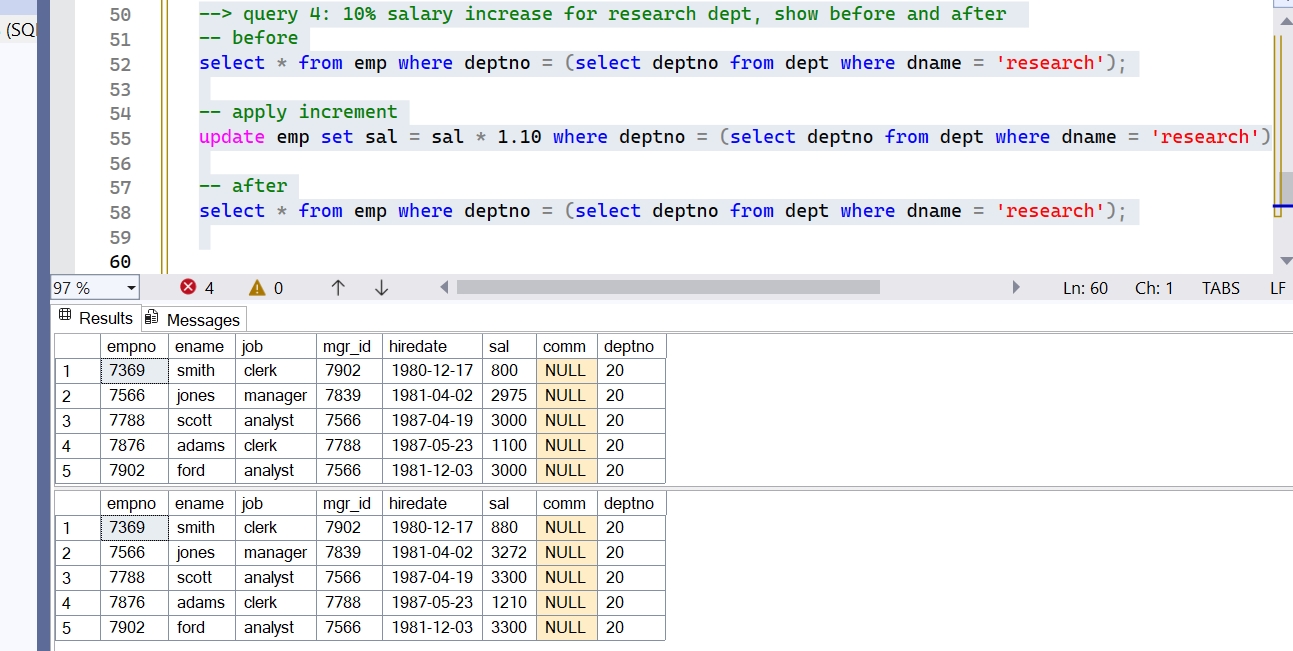 50 --> query 4: 10% salary increase for research dept, show before and after
(SQL
51 -- before
52 select * from emp where deptno = (select deptno from dept where dname = 'research');
53
54 -- apply increment
55 update emp set sal = sal * 1.10 where deptno = (select deptno from dept where dname = 'research')
56
57 -- after
58 select * from emp where deptno = (select deptno from dept where dname = 'research');
59
60
97 % 4 0 Ln: 60 Ch: 1 TABS LF
Results Messages
empno ename job mgr_id hiredate sal comm deptno
1 7369 smith clerk 7902 1980-12-17 800 NULL 20
2 7566 jones manager 7839 1981-04-02 2975 NULL 20
3 7788 scott analyst 7566 1987-04-19 3000 NULL 20
4 7876 adams clerk 7788 1987-05-23 1100 NULL 20
5 7902 ford analyst 7566 1981-12-03 3000 NULL 20
empno ename job mgr_id hiredate sal comm deptno
1 7369 smith clerk 7902 1980-12-17 880 NULL 20
2 7566 jones manager 7839 1981-04-02 3272 NULL 20
3 7788 scott analyst 7566 1987-04-19 3300 NULL 20
4 7876 adams clerk 7788 1987-05-23 1210 NULL 20
5 7902 ford analyst 7566 1981-12-03 3300 NULL 20